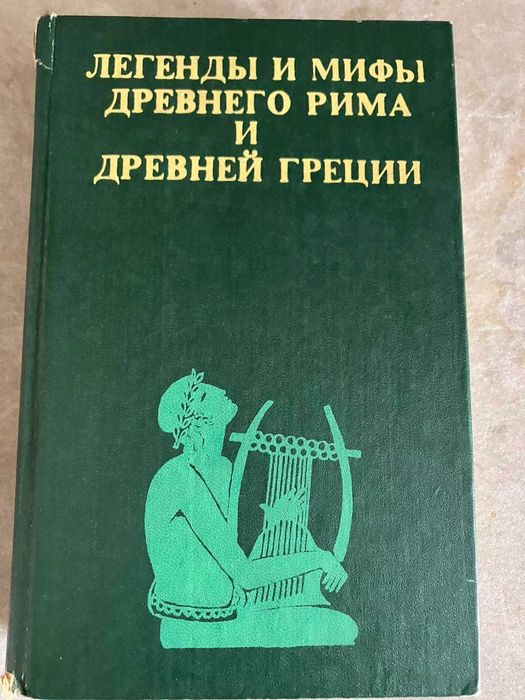 ЛЕГЕНДЫ И МИФЫ
ДРЕВНЕГО РИМА
И
ДРЕВНЕЙ ГРЕЦИИ